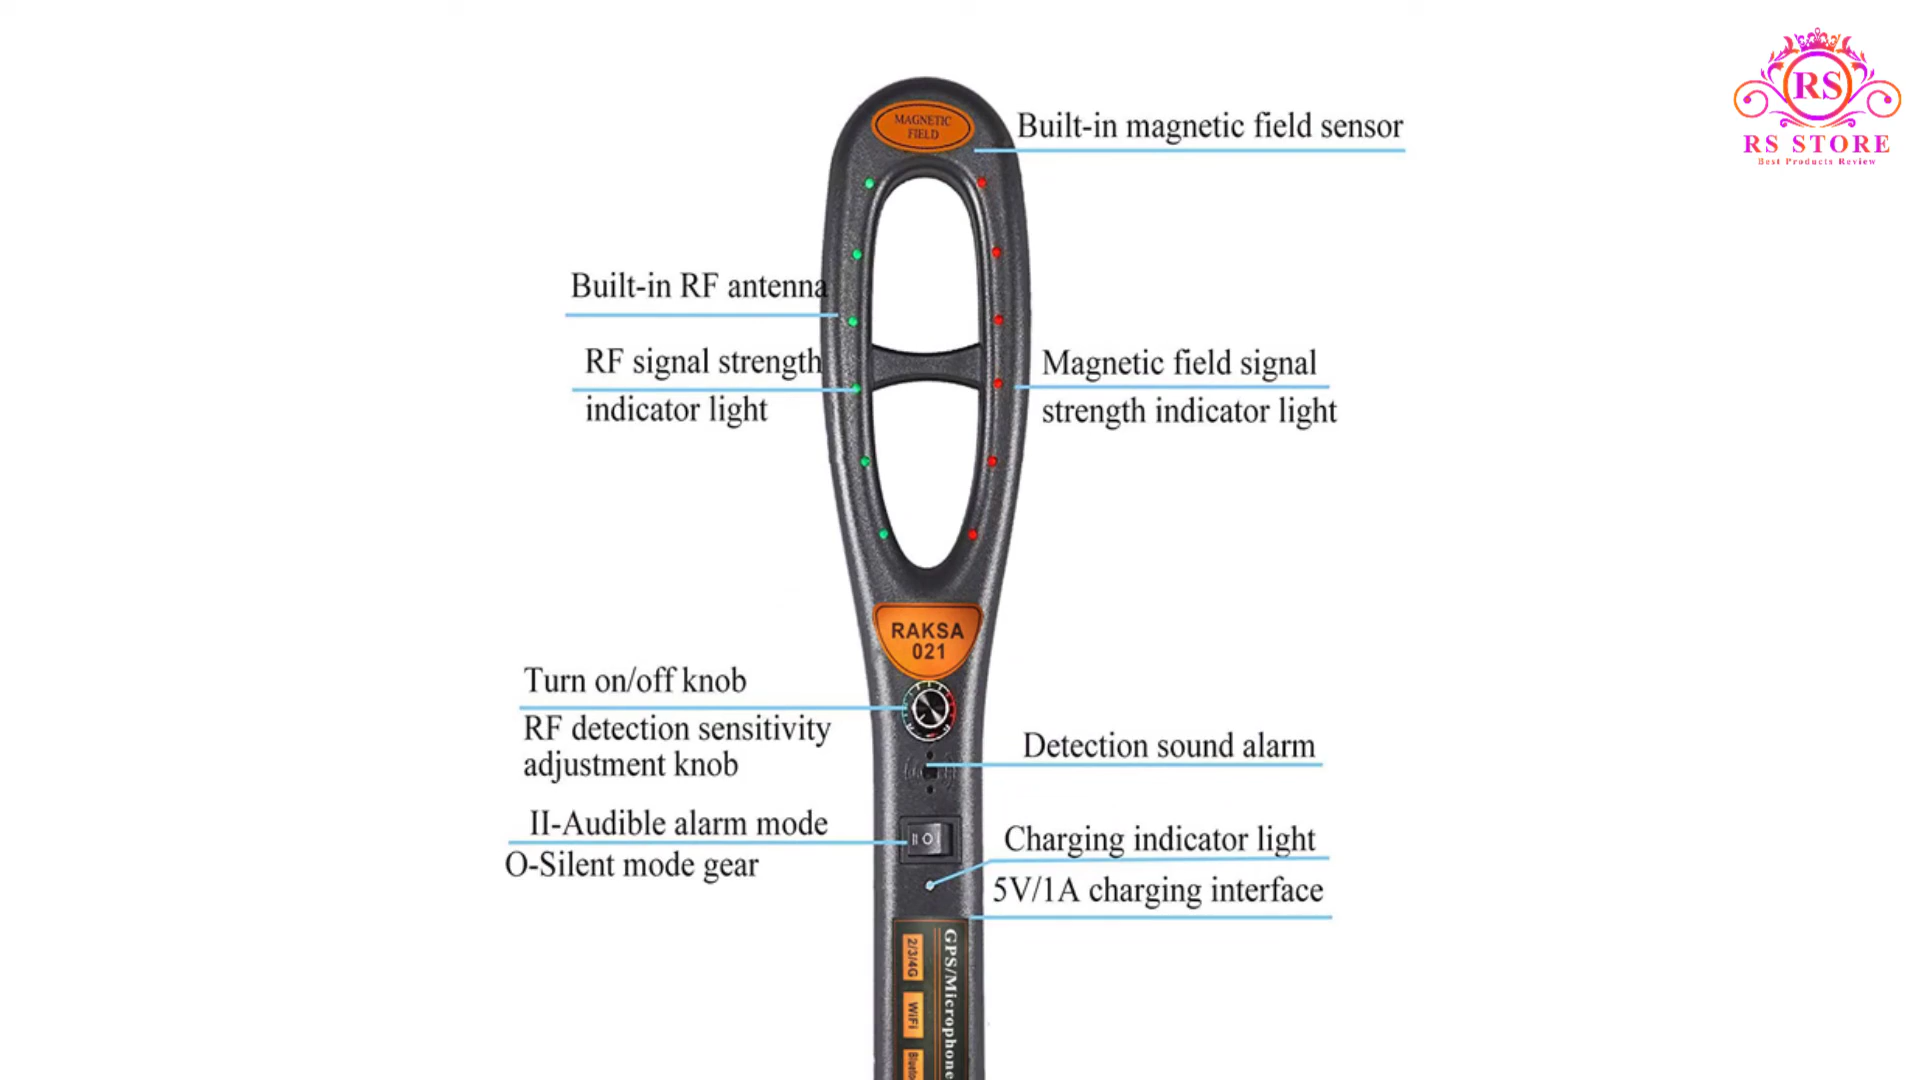 MAGNETIC
FIELD
Built-in magnetic field sensor
RS
RS STORE
Best Products Review
Built-in RF antenna
RF signal strength
indicator light
Magnetic field signal
strength indicator light
RAKSA
021
Turn on/off knob
RF detection sensitivity
adjustment knob
Detection sound alarm
II-Audible alarm mode
O-Silent mode gear
II O I
Charging indicator light
5V/1A charging interface
GPS/Microphone
2/3/4G
WiFi